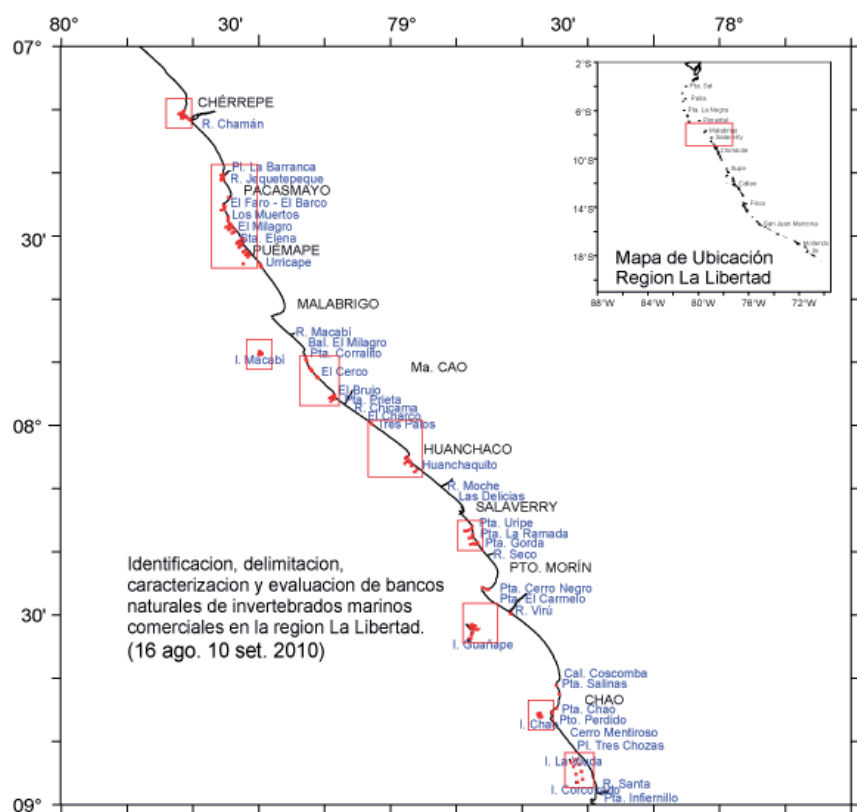 80° 30' 79° 30' 78°
07°
30'
08°
30'
09°
CHÉRREPE
R. Chamán
Pl. La Barranca
R. Jequetepeque
PACASMAYO
El Faro - El Barco
Los Muertos
El Milagro
Sta. Elena
PUÉMAPE
Urricape
MALABRIGO
R. Macabí
Bal. El Milagro
I. Macabí
Pta. Corralito
El Cerco
Ma. CAO
El Brujo
Pta. Prieta
R. Chicama
El Charco
Tres Palos
HUANCHACO
Huanchaquito
R. Moche
Las Delicias
SALAVERRY
Pta. Uripe
Pta. La Ramada
Pta. Gorda
R. Seco
PTO. MORÍN
Pta. Cerro Negro
Pta. El Carmelo
R. Virú
I. Guañape
Cal. Coscomba
Pta. Salinas
CHAO
Pta. Chao
I. Chao
Pto. Perdido
Cerro Mentiroso
Pl. Tres Chozas
I. La Viuda
R. Santa
I. Corcovado
Pta. Infiernillo
Identificacion, delimitacion,
caracterizacion y evaluacion de bancos
naturales de invertebrados marinos
comerciales en la region La Libertad.
(16 ago. 10 set. 2010)
2°S
6°S
10°S
14°S
18°S
88°W 84°W 80°W 76°W 72°W
Pta. Sal
Paita
Pta. La Negra
Pimentel
Malabrigo
Salaverry
Chimbote
Supe
Callao
Pisco
San Juan Marcona
Mollendo
Ilo
Mapa de Ubicación
Region La Libertad